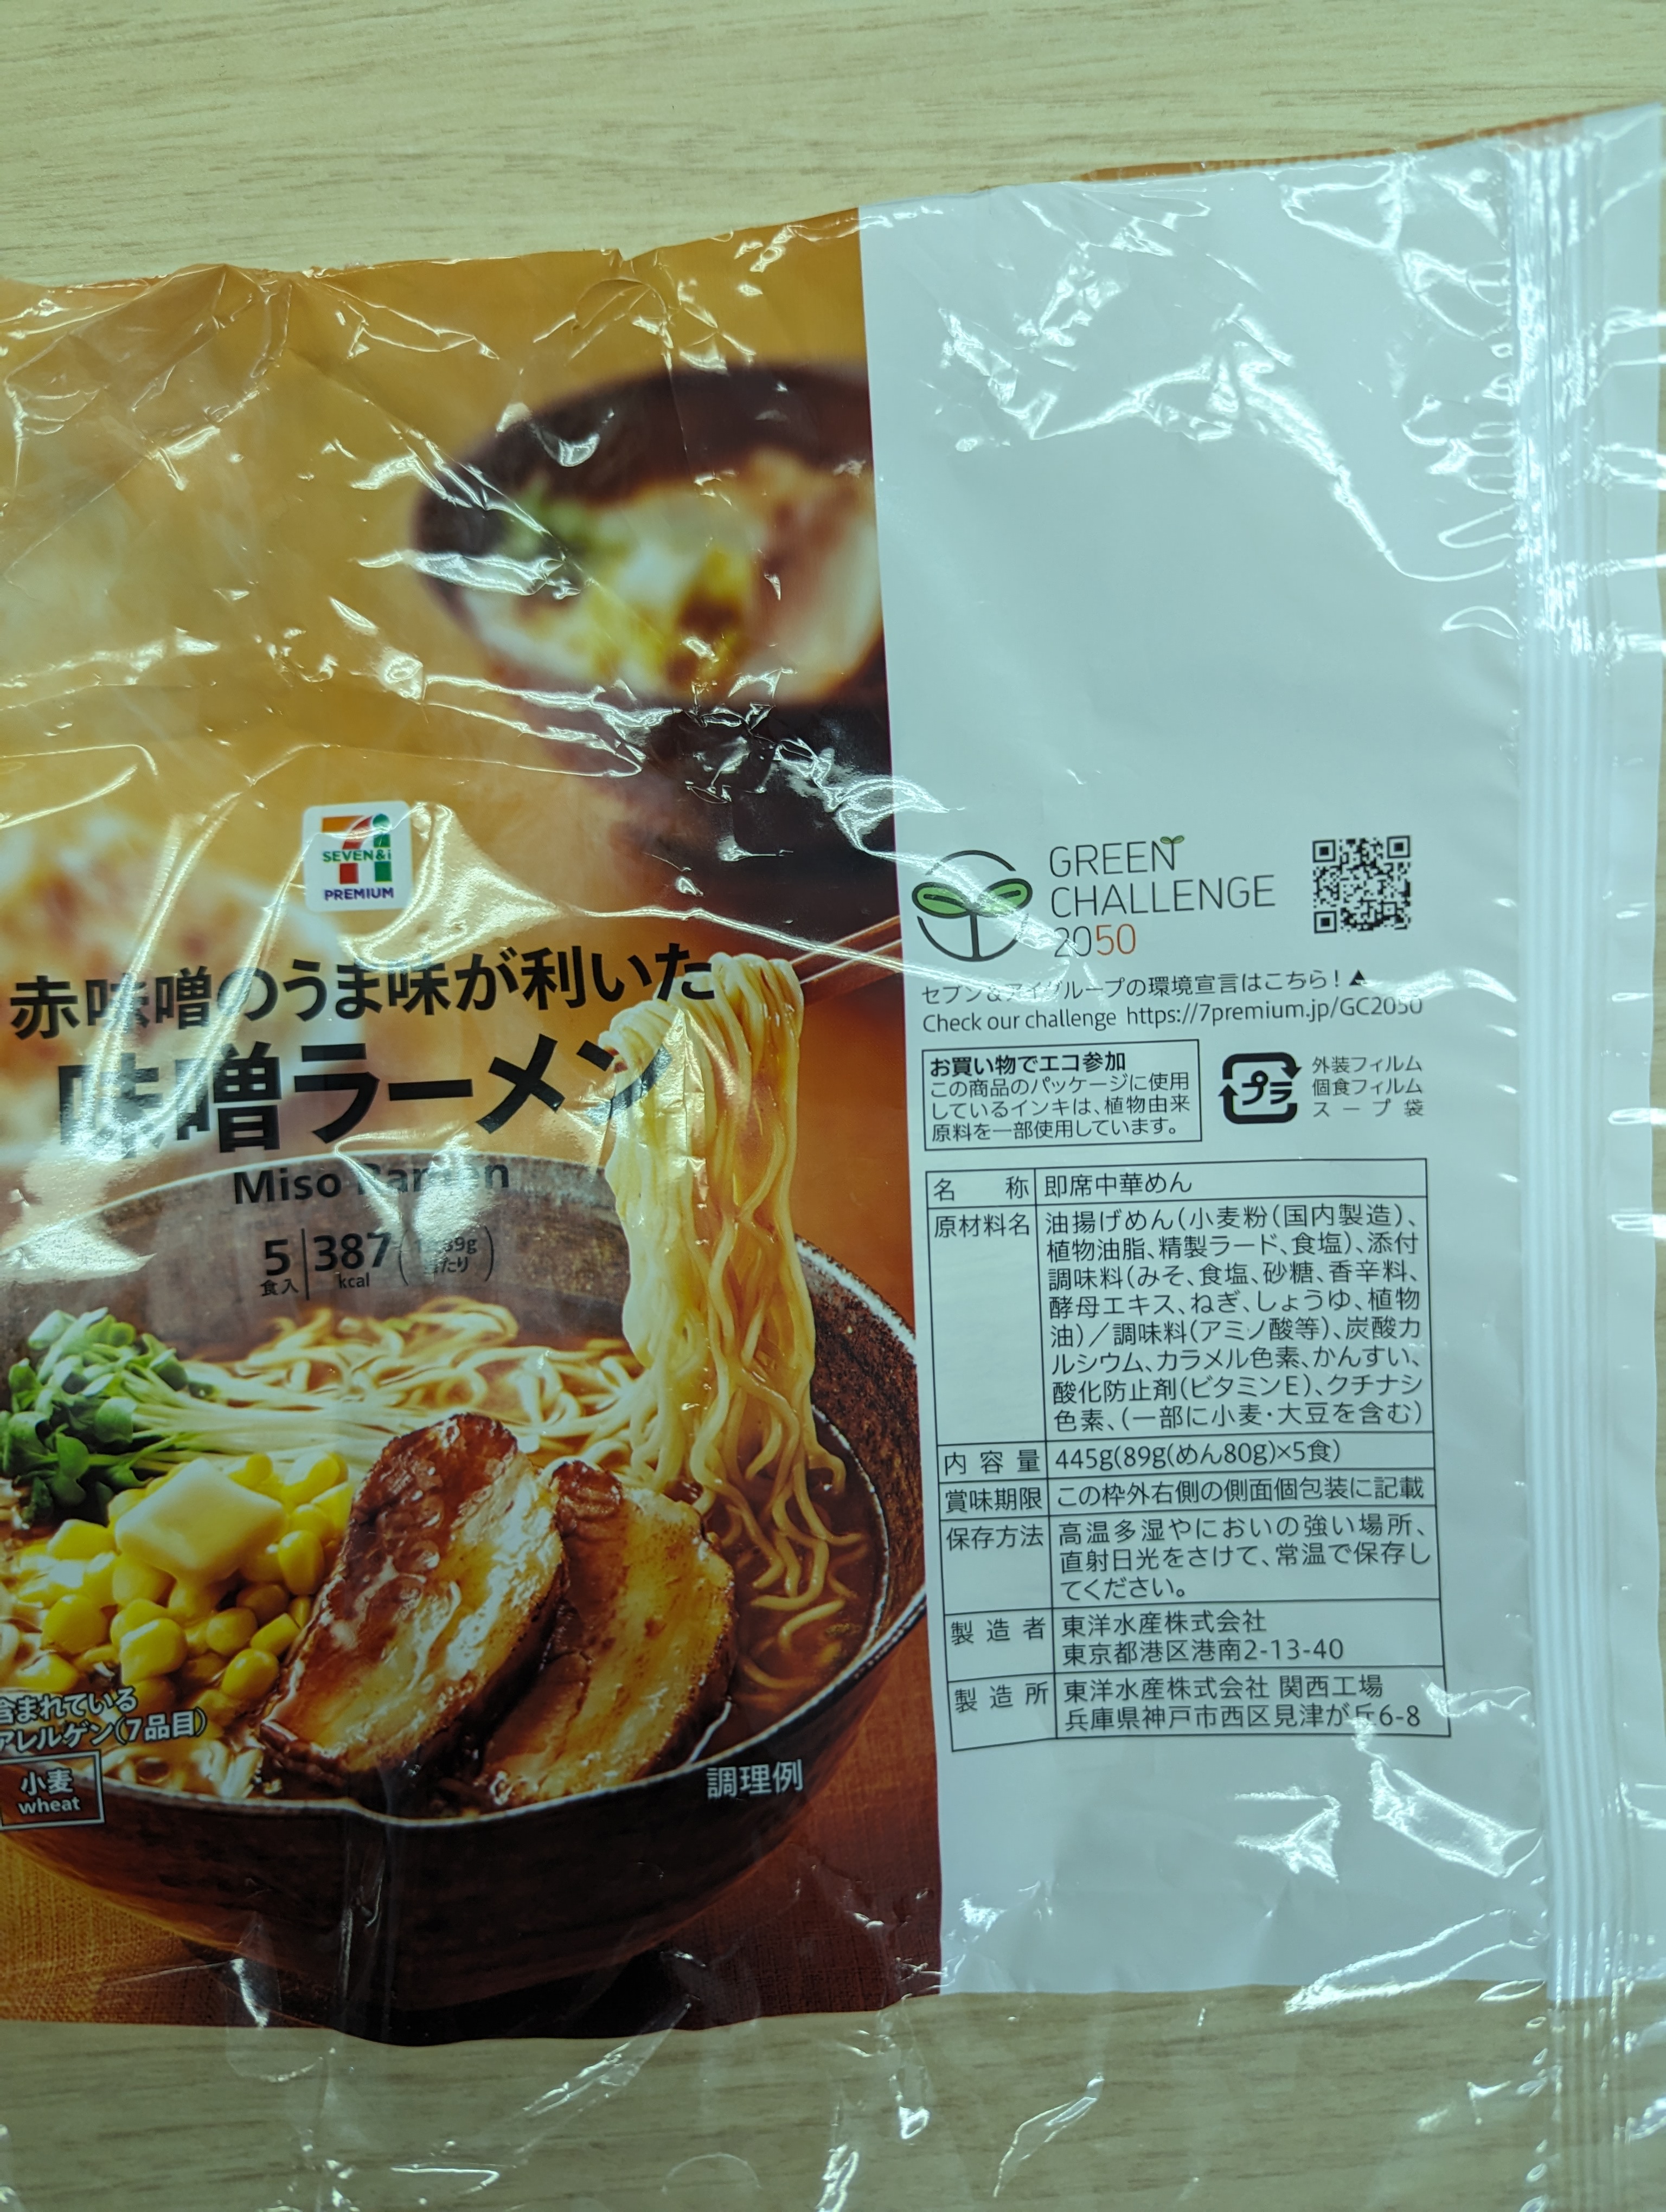 SEVEN&i
PREMIUM
赤味噌のうま味が利いた
味噌ラーメン
Miso Ramen
5食入
387kcal
89g
たり
含まれている
アレルゲン(7品目)
小麦
wheat
調理例
GREEN
CHALLENGE
2050
セブン&アイグループの環境宣言はこちら!▲
Check our challenge https://7premium.jp/GC2050
お買い物でエコ参加
この商品のパッケージに使用
しているインキは、植物由来
原料を一部使用しています。
プラ
外装フィルム
個食フィルム
スープ袋
名称 即席中華めん
原材料名 油揚げめん(小麦粉(国内製造)、
植物油脂、精製ラード、食塩)、添付
調味料(みそ、食塩、砂糖、香辛料、
酵母エキス、ねぎ、しょうゆ、植物
油)/調味料(アミノ酸等)、炭酸カ
ルシウム、カラメル色素、かんすい、
酸化防止剤(ビタミンE)、クチナシ
色素、(一部に小麦・大豆を含む)
内容量 445g(89g(めん80g)×5食)
賞味期限 この枠外右側の側面個包装に記載
保存方法 高温多湿やにおいの強い場所、
直射日光をさけて、常温で保存し
てください。
製造者 東洋水産株式会社
東京都港区港南2-13-40
製造所 東洋水産株式会社 関西工場
兵庫県神戸市西区見津が丘6-8